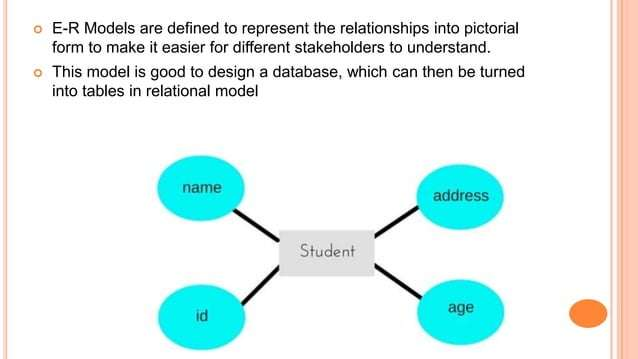 E-R Models are defined to represent the relationships into pictorial
form to make it easier for different stakeholders to understand.
This model is good to design a database, which can then be turned
into tables in relational model
name
address
Student
id
age